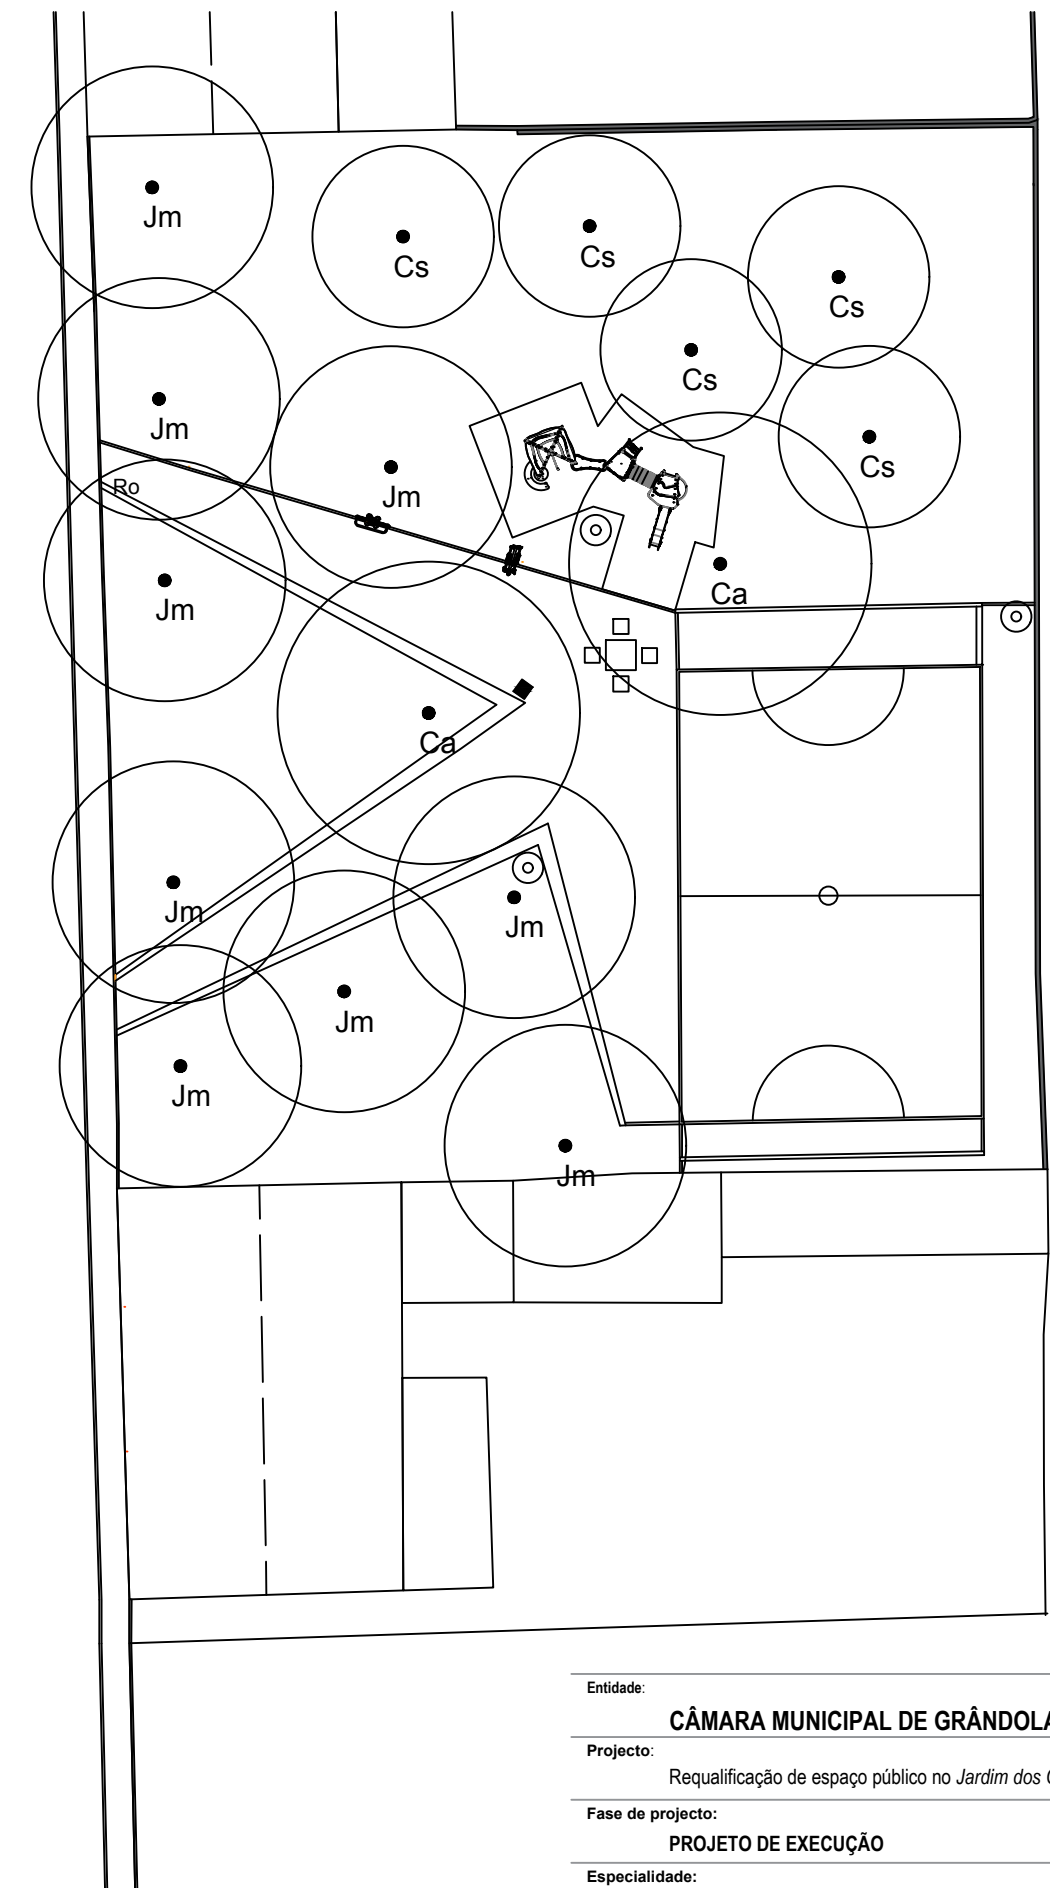 Jm
Cs
Cs
Cs
Cs
Jm
Cs
Jm
Ro
Ca
Jm
Ca
Jm
Jm
Jm
Jm
Jm
Entidade:
CÂMARA MUNICIPAL DE GRÂNDOLA
Projecto:
Requalificação de espaço público no Jardim dos
Fase de projecto:
PROJETO DE EXECUÇÃO
Especialidade: